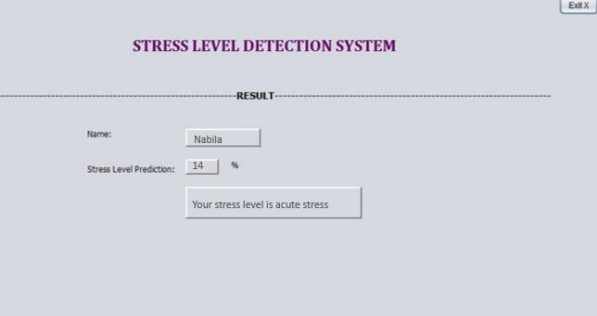 Exit X
STRESS LEVEL DETECTION SYSTEM
RESULT
Name: Nabila
Stress Level Prediction: 14 %
Your stress level is acute stress